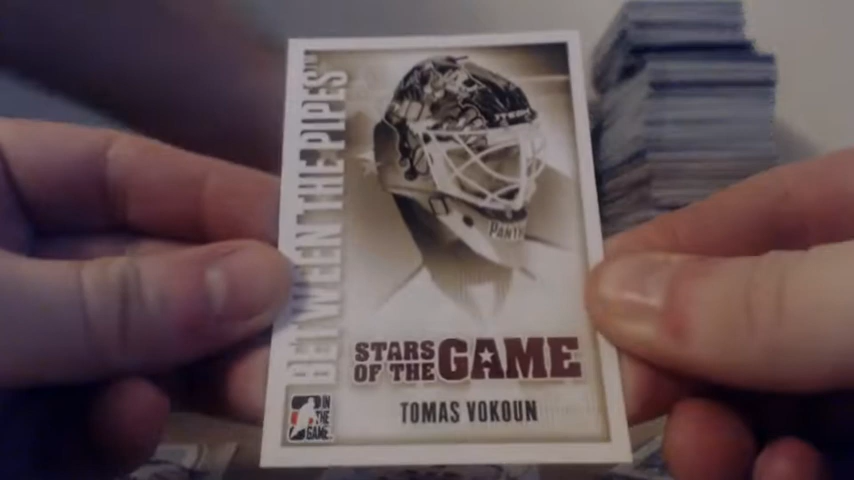 BETWEEN THE PIPES™
PANTH
STARS
OF THE GAME
IN
THE
GAME
TOMAS VOKOUN